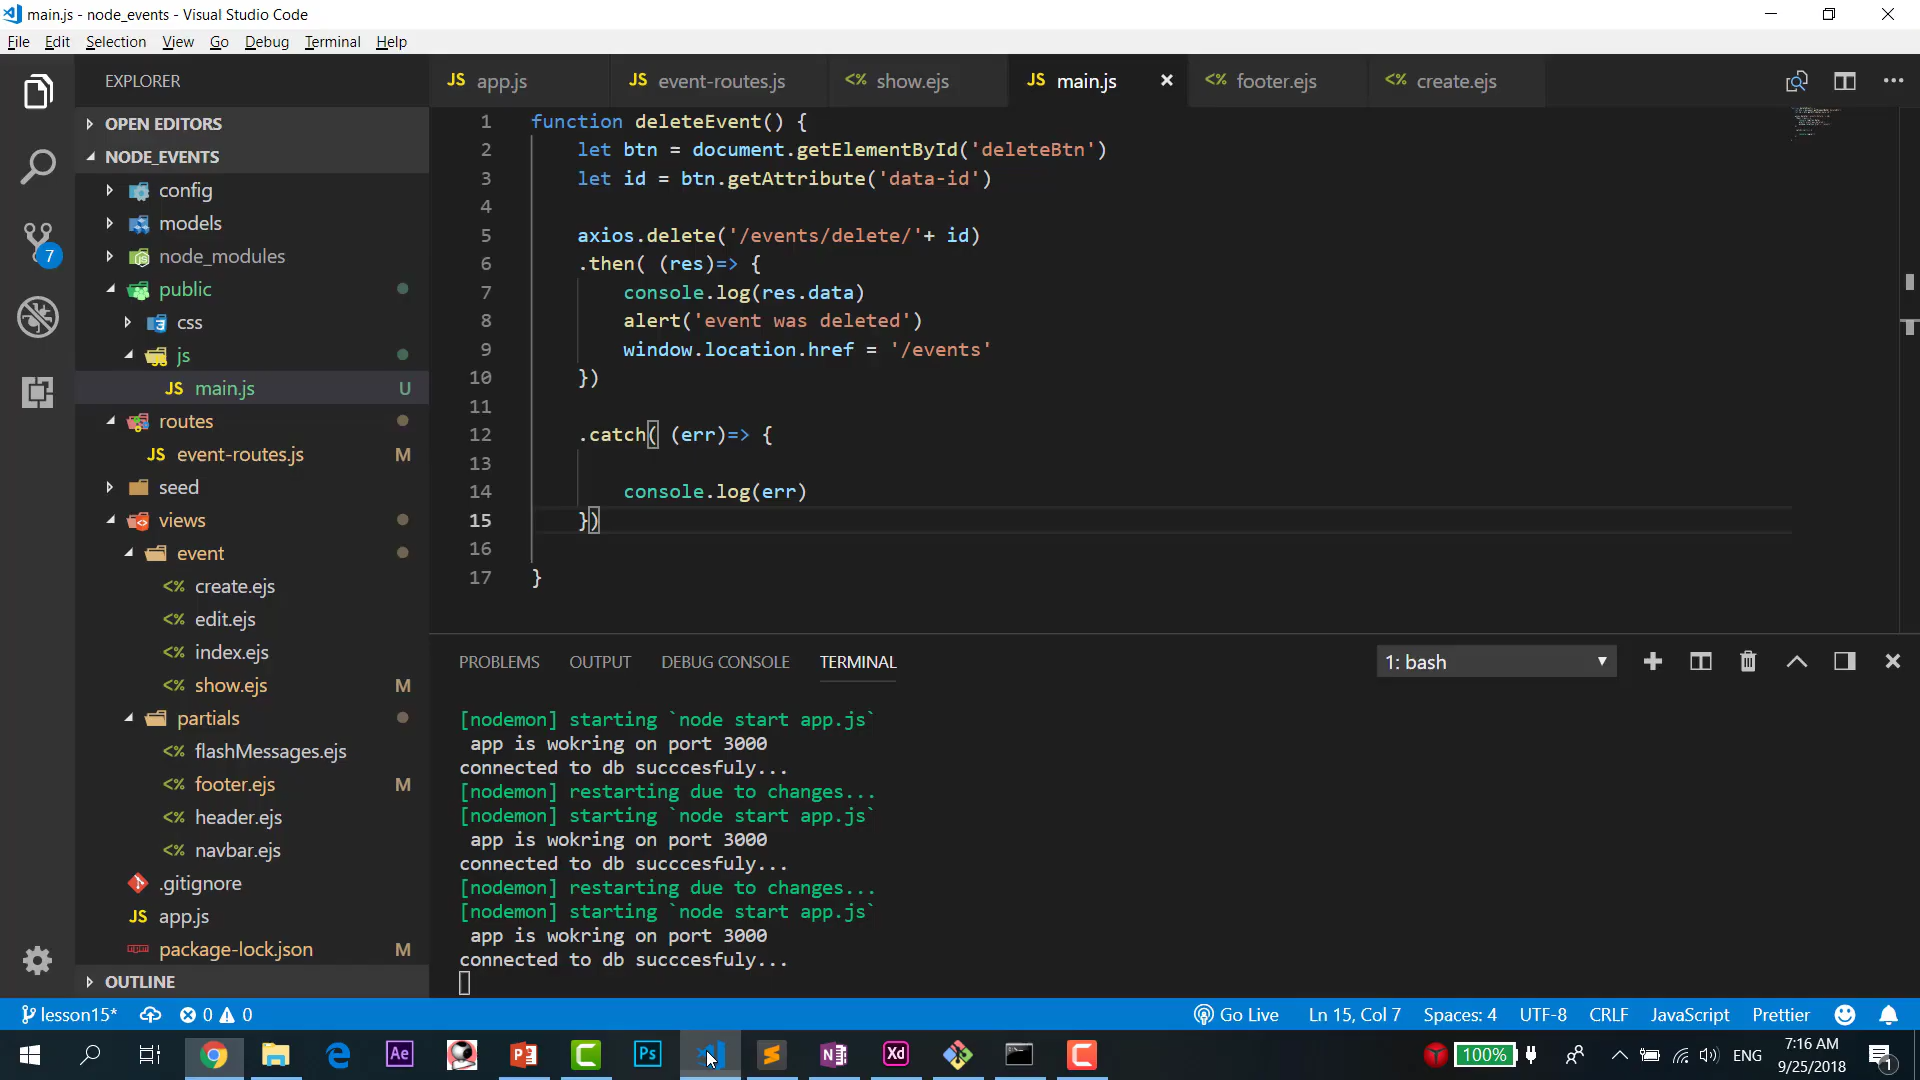 main.js - node_events - Visual Studio Code
File Edit Selection View Go Debug Terminal Help
EXPLORER
OPEN EDITORS
NODE_EVENTS
config
models
node_modules
public
css
js
JS main.js U
routes
JS event-routes.js M
seed
views
event
<% create.ejs
<% edit.ejs
<% index.ejs
<% show.ejs M
partials
<% flashMessages.ejs
<% footer.ejs M
<% header.ejs
<% navbar.ejs
.gitignore
JS app.js
package-lock.json M
OUTLINE
7
JS app.js JS event-routes.js <% show.ejs JS main.js × <% footer.ejs <% create.ejs
1 function deleteEvent() {
2 let btn = document.getElementById('deleteBtn')
3 let id = btn.getAttribute('data-id')
4
5 axios.delete('/events/delete/'+ id)
6 .then( (res)=> {
7 console.log(res.data)
8 alert('event was deleted')
9 window.location.href = '/events'
10 })
11
12 .catch( (err)=> {
13
14 console.log(err)
15 })
16
17 }
PROBLEMS OUTPUT DEBUG CONSOLE TERMINAL
1: bash
[nodemon] starting `node start app.js`
app is wokring on port 3000
connected to db succcesfuly...
[nodemon] restarting due to changes...
[nodemon] starting `node start app.js`
app is wokring on port 3000
connected to db succcesfuly...
[nodemon] restarting due to changes...
[nodemon] starting `node start app.js`
app is wokring on port 3000
connected to db succcesfuly...
lesson15* 0 0 Go Live Ln 15, Col 7 Spaces: 4 UTF-8 CRLF JavaScript Prettier
Ae Ps Xd 100% ENG 7:16 AM
9/25/2018
1